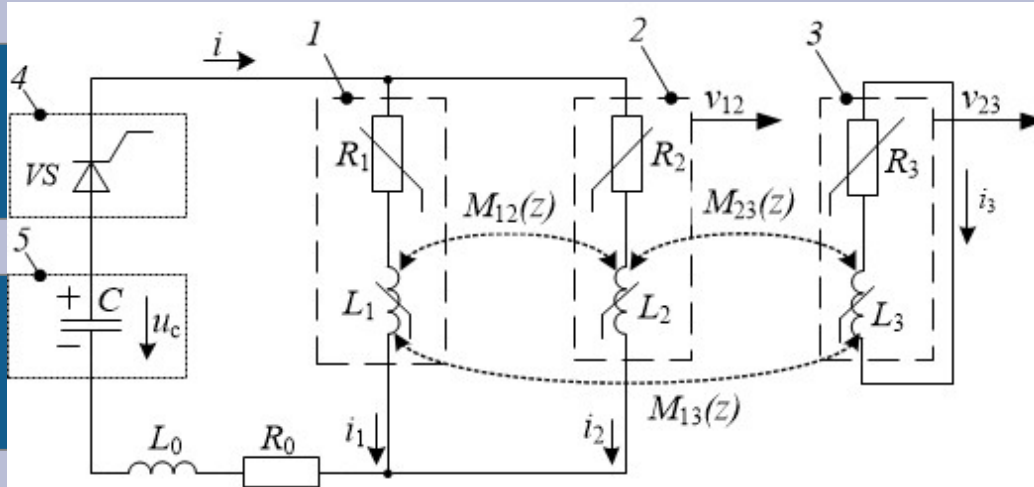 i
1
2
3
4
v12
v23
VS
R1
R2
R3
M12(z)
M23(z)
i3
5
+
C
uc
–
L1
L2
L3
M13(z)
L0
R0
i1
i2